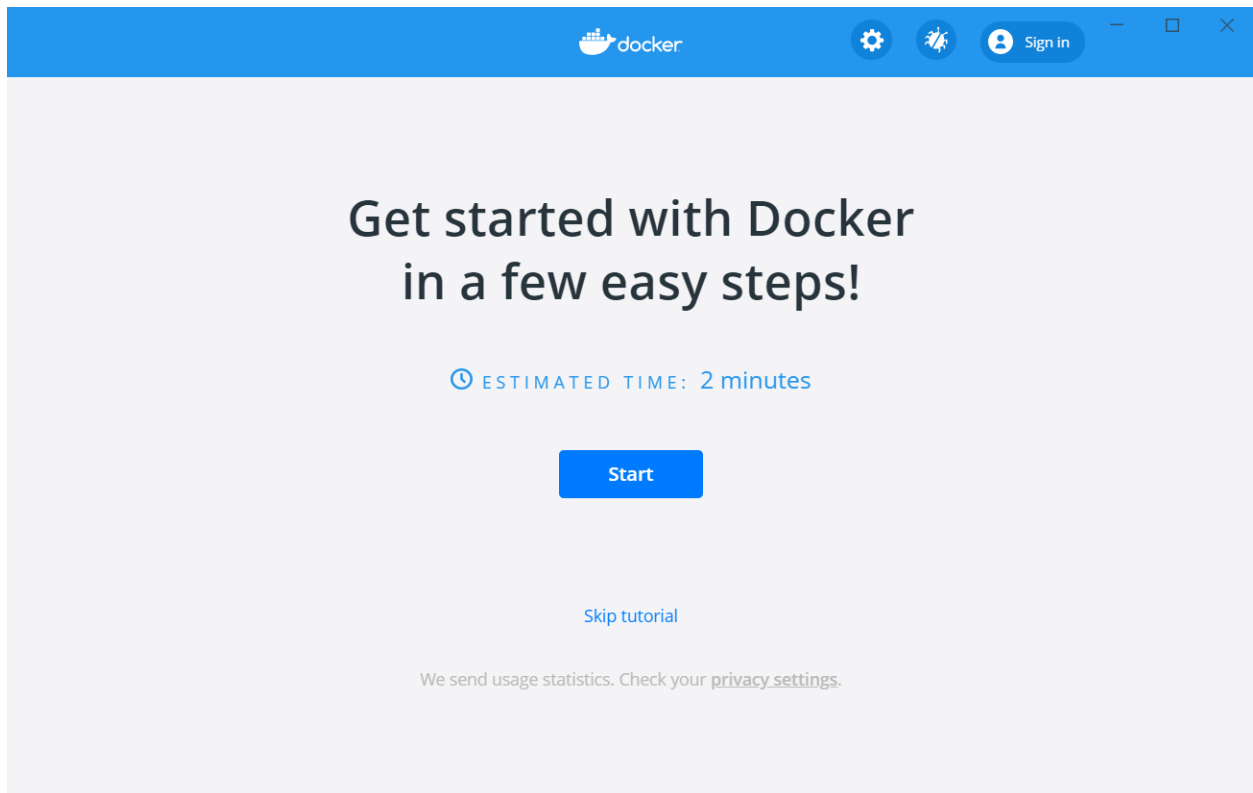 docker
Sign in
Get started with Docker
in a few easy steps!
ESTIMATED TIME: 2 minutes
Start
Skip tutorial
We send usage statistics. Check your privacy settings.